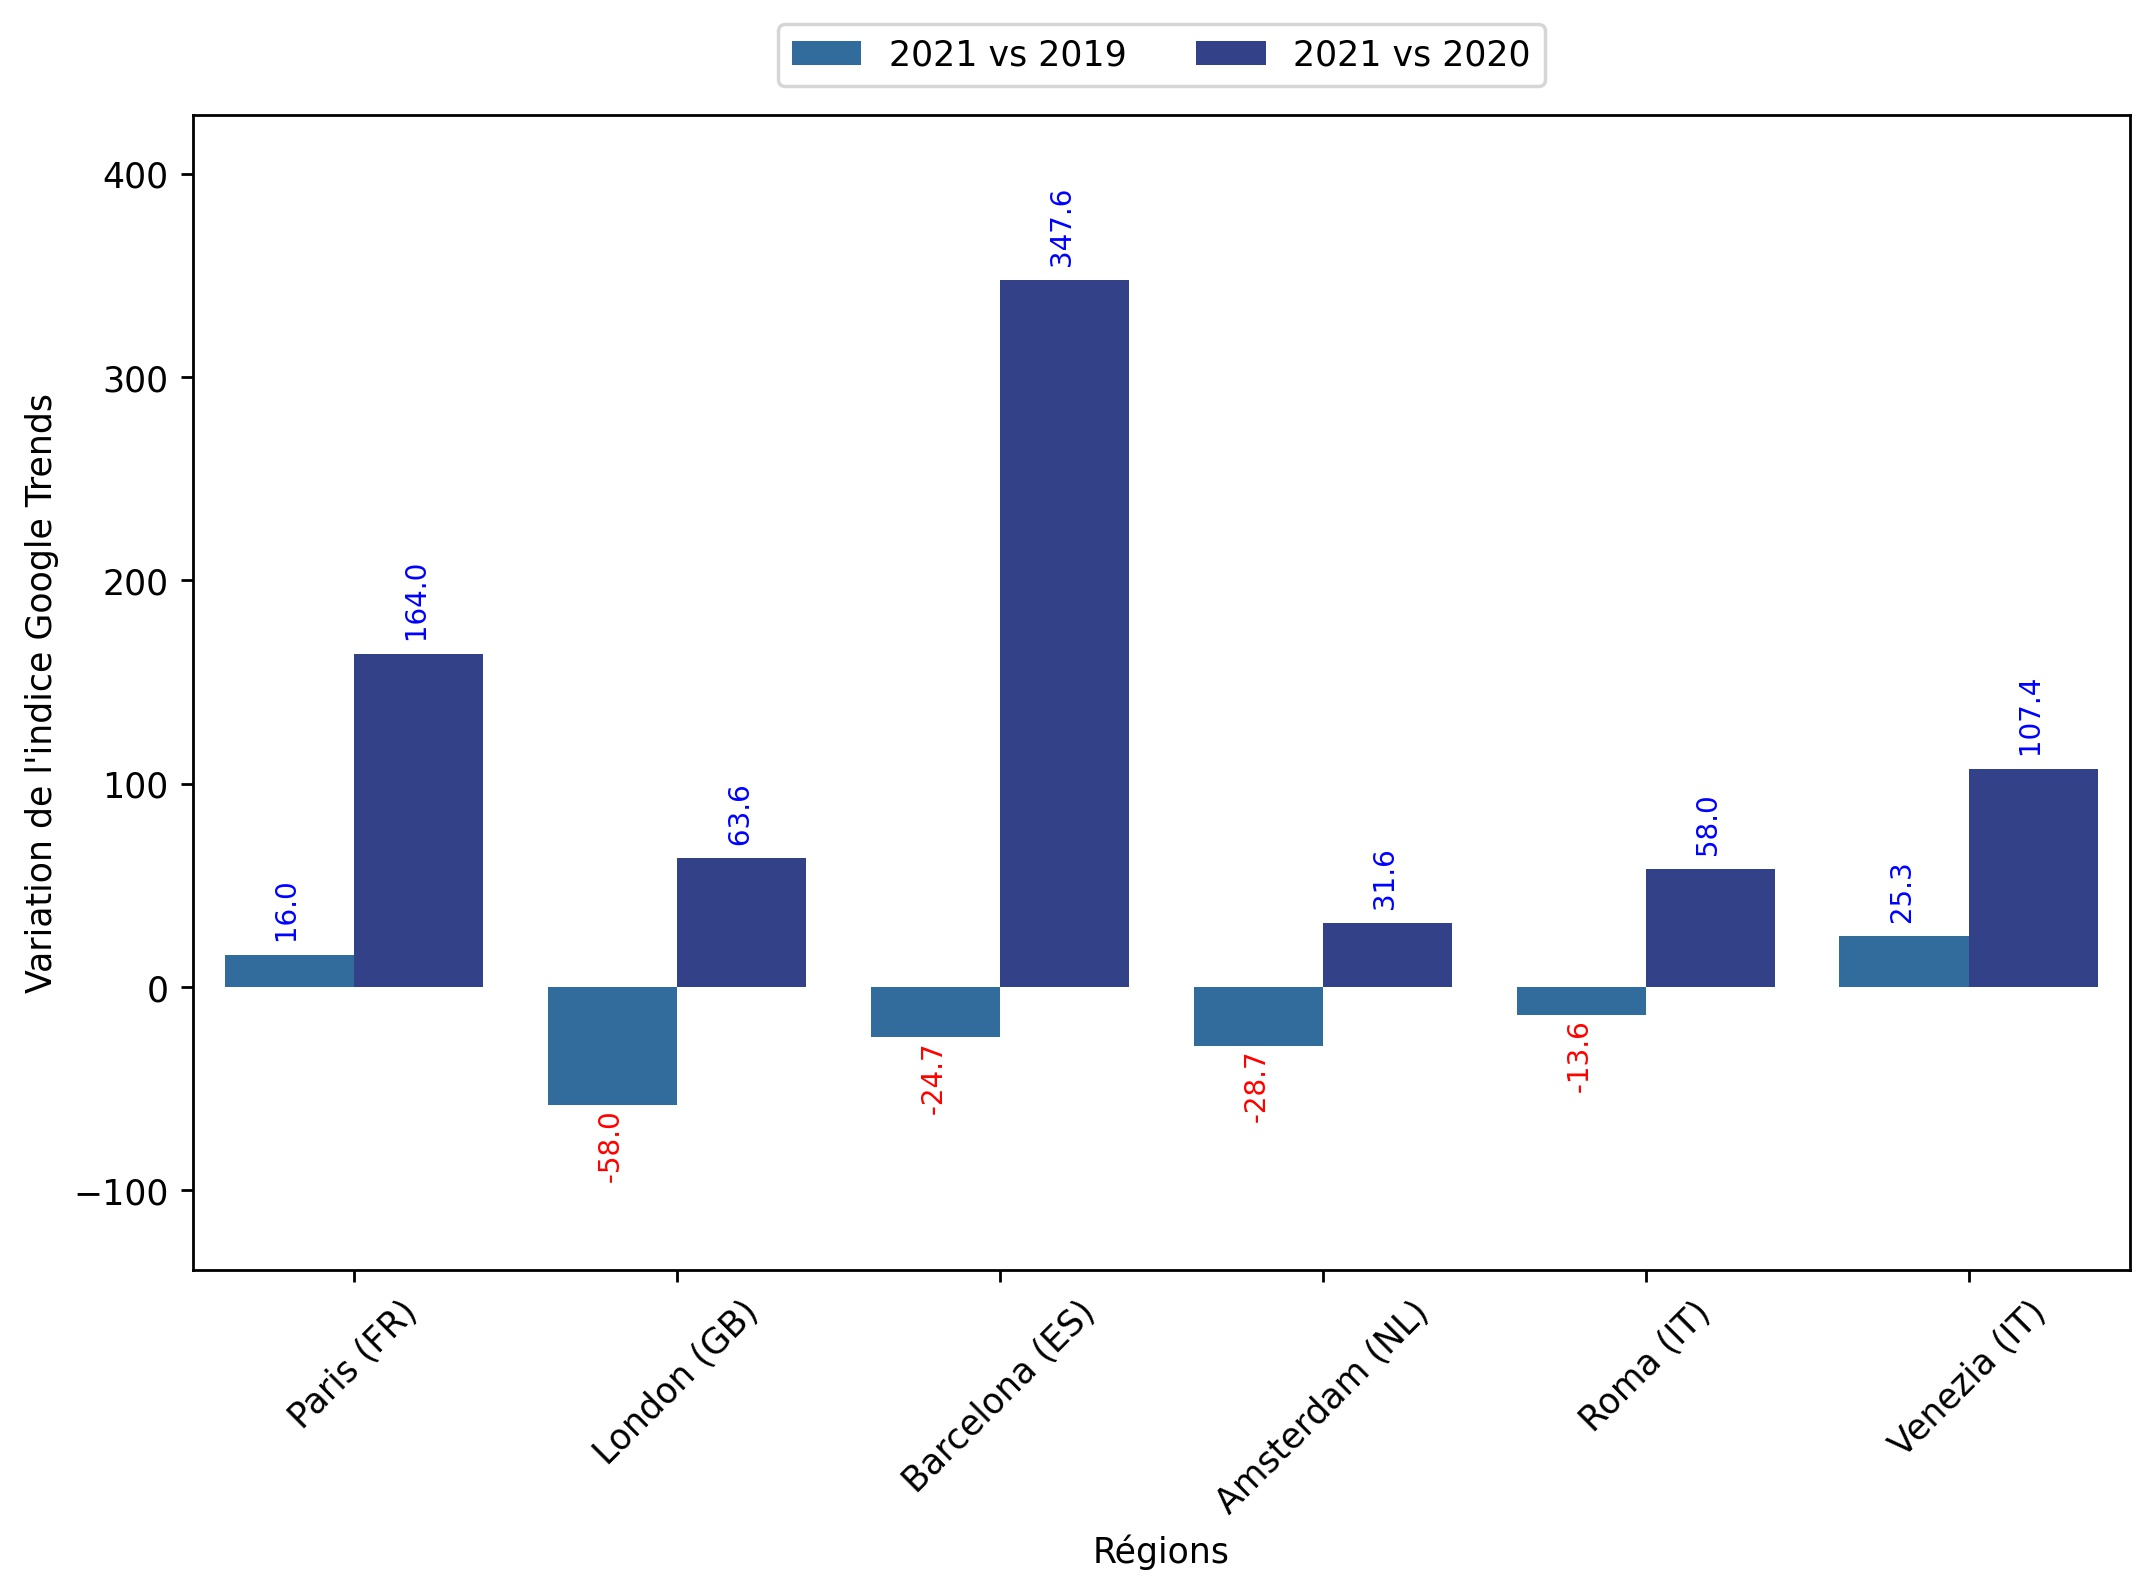 2021 vs 2019
2021 vs 2020
Variation de l'indice Google Trends
400
300
200
100
0
−100
16.0
164.0
-58.0
63.6
-24.7
347.6
-28.7
31.6
-13.6
58.0
25.3
107.4
Paris (FR)
London (GB)
Barcelona (ES)
Amsterdam (NL)
Roma (IT)
Venezia (IT)
Régions